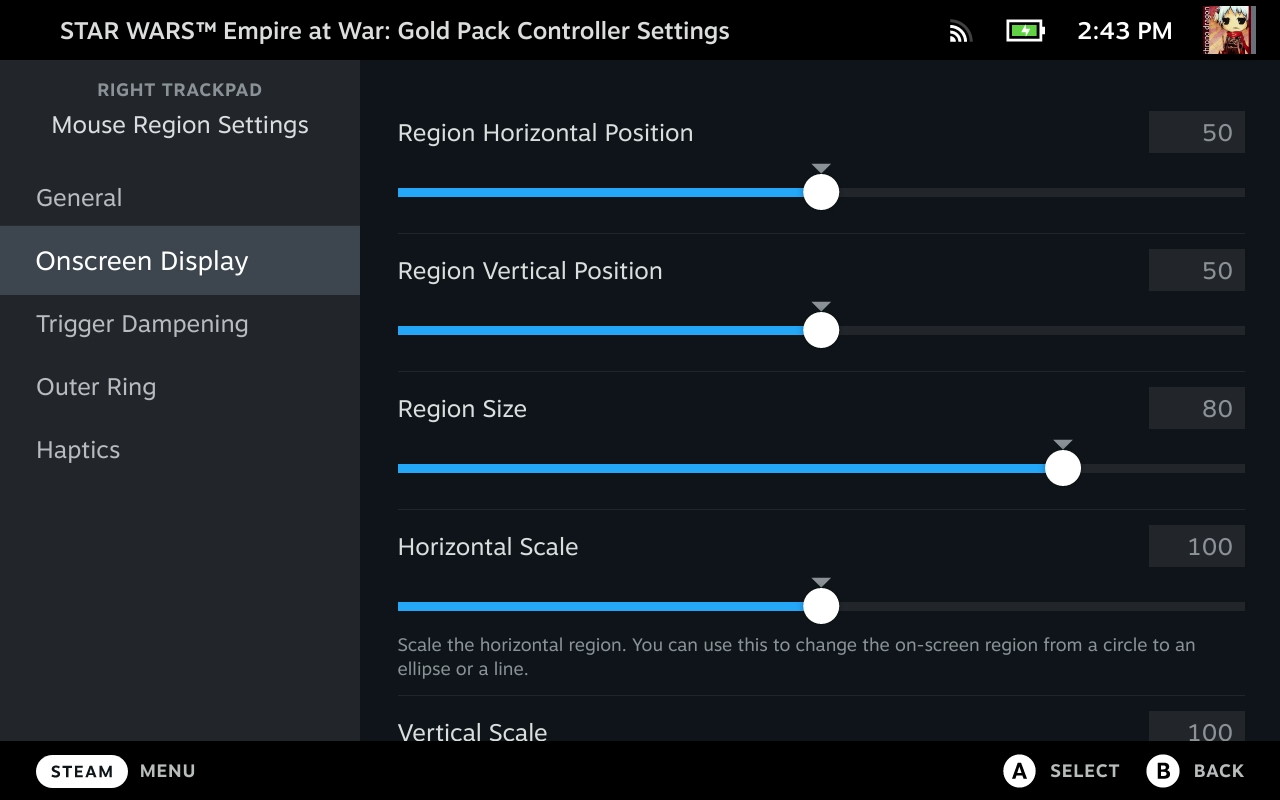 STAR WARS™ Empire at War: Gold Pack Controller Settings
2:43 PM
RIGHT TRACKPAD
Mouse Region Settings
General
Onscreen Display
Trigger Dampening
Outer Ring
Haptics
Region Horizontal Position
50
Region Vertical Position
50
Region Size
80
Horizontal Scale
100
Scale the horizontal region. You can use this to change the on-screen region from a circle to an
ellipse or a line.
Vertical Scale
100
STEAM MENU
A SELECT
B BACK